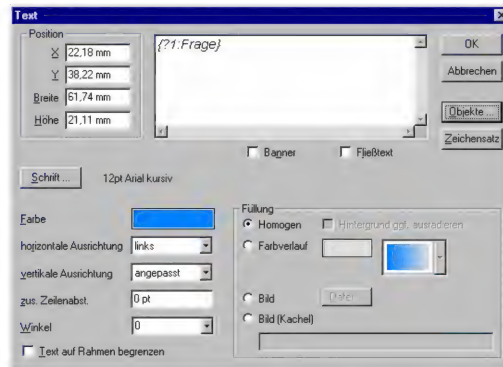 Text
Position
X 22,18 mm
Y 38,22 mm
Breite 61,74 mm
Höhe 21,11 mm
{?1:Frage}
OK
Abbrechen
Objekte ...
Zeichensatz
Banner
Fließtext
Schrift ...
12pt Arial kursiv
Farbe
horizontale Ausrichtung links
vertikale Ausrichtung angepasst
zus. Zeilenabst. 0 pt
Winkel 0
Text auf Rahmen begrenzen
Füllung
Homogen
Hintergrund ggf. ausradieren
Farbverlauf
Bild
Datei ...
Bild (Kachel)